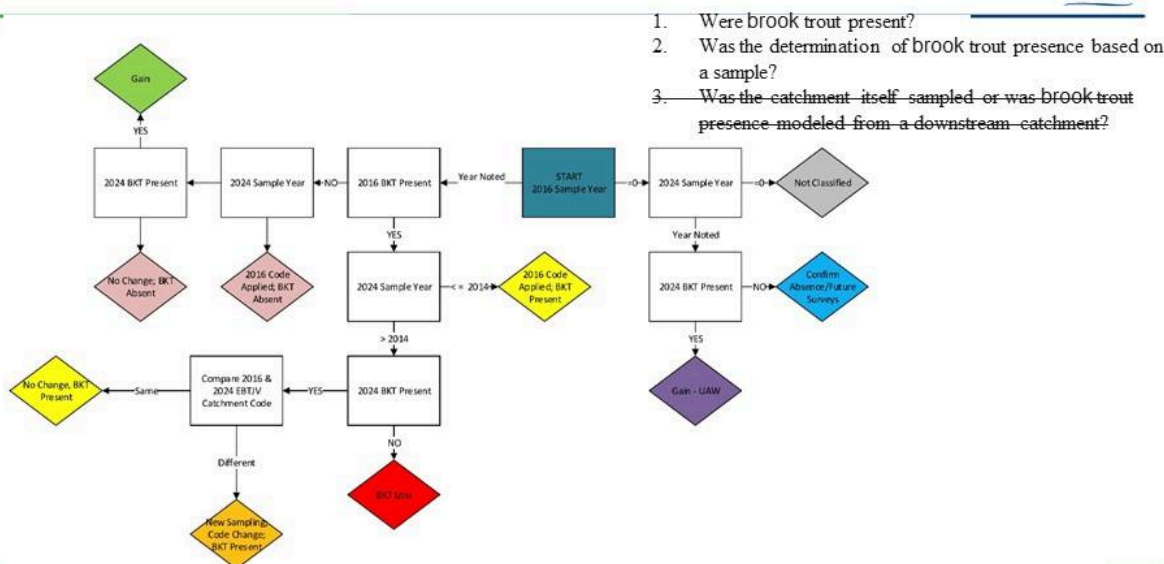 1. Were brook trout present?
2. Was the determination of brook trout presence based on
a sample?
3. Was the catchment itself sampled or was brook trout
presence modeled from a downstream catchment?
Gain
YES
2024 BKT Present
2024 Sample Year
NO
2016 BKT Present
Year Noted
START
2016 Sample Year
=0
2024 Sample Year
=0
Not Classified
No Change; BKT
Absent
2016 Code
Applied; BKT
Absent
YES
2024 Sample Year
< = 2014
2016 Code
Applied; BKT
Present
Year Noted
2024 BKT Present
NO
Confirm
Absence/Future
Surveys
> 2014
YES
No Change, BKT
Present
Same
Compare 2016 &
2024 EBTJV
Catchment Code
YES
2024 BKT Present
Gain - UAW
Different
NO
New Sampling;
Code Change;
BKT Present
BKT Loss